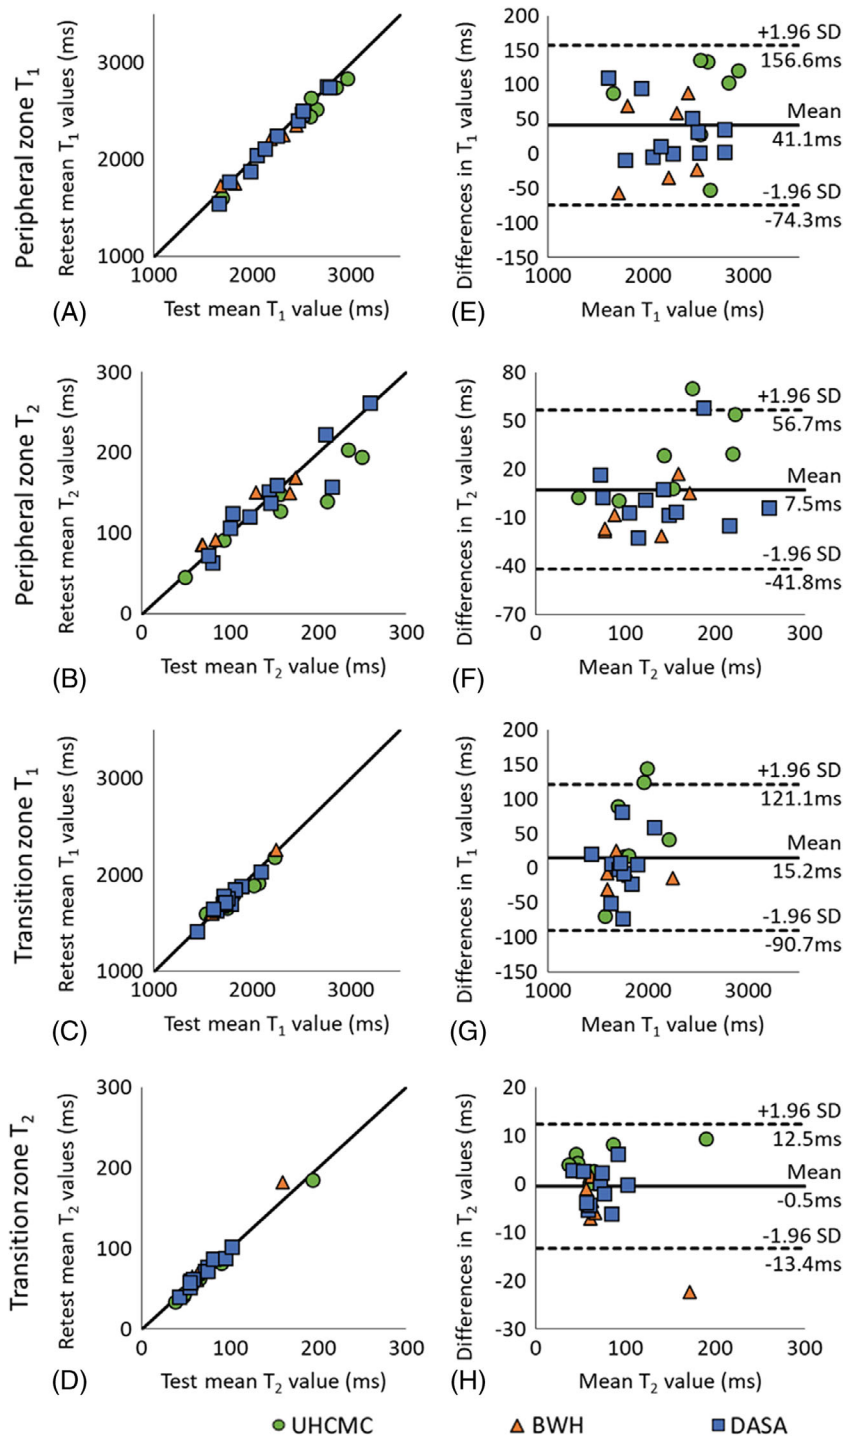 Peripheral zone T1
Retest mean T1 values (ms)
3000
2000
1000
1000 2000 3000
Test mean T1 value (ms)
(A)
Differences in T1 values (ms)
200
150
100
50
0
-50
-100
-150
+1.96 SD
156.6ms
Mean
41.1ms
-1.96 SD
-74.3ms
1000 2000 3000
Mean T1 value (ms)
(E)
Peripheral zone T2
Retest mean T2 values (ms)
300
200
100
0
0 100 200 300
Test mean T2 value (ms)
(B)
Differences in T2 values (ms)
80
50
20
-10
-40
-70
+1.96 SD
56.7ms
Mean
7.5ms
-1.96 SD
-41.8ms
0 100 200 300
Mean T2 value (ms)
(F)
Transition zone T1
Retest mean T1 values (ms)
3000
2000
1000
1000 2000 3000
Test mean T1 value (ms)
(C)
Differences in T1 values (ms)
200
150
100
50
0
-50
-100
-150
+1.96 SD
121.1ms
Mean
15.2ms
-1.96 SD
-90.7ms
1000 2000 3000
Mean T1 value (ms)
(G)
Transition zone T2
Retest mean T2 values (ms)
300
200
100
0
0 100 200 300
Test mean T2 value (ms)
(D)
Differences in T2 values (ms)
20
10
0
-10
-20
-30
+1.96 SD
12.5ms
Mean
-0.5ms
-1.96 SD
-13.4ms
0 100 200 300
Mean T2 value (ms)
(H)
UHCMC BWH DASA